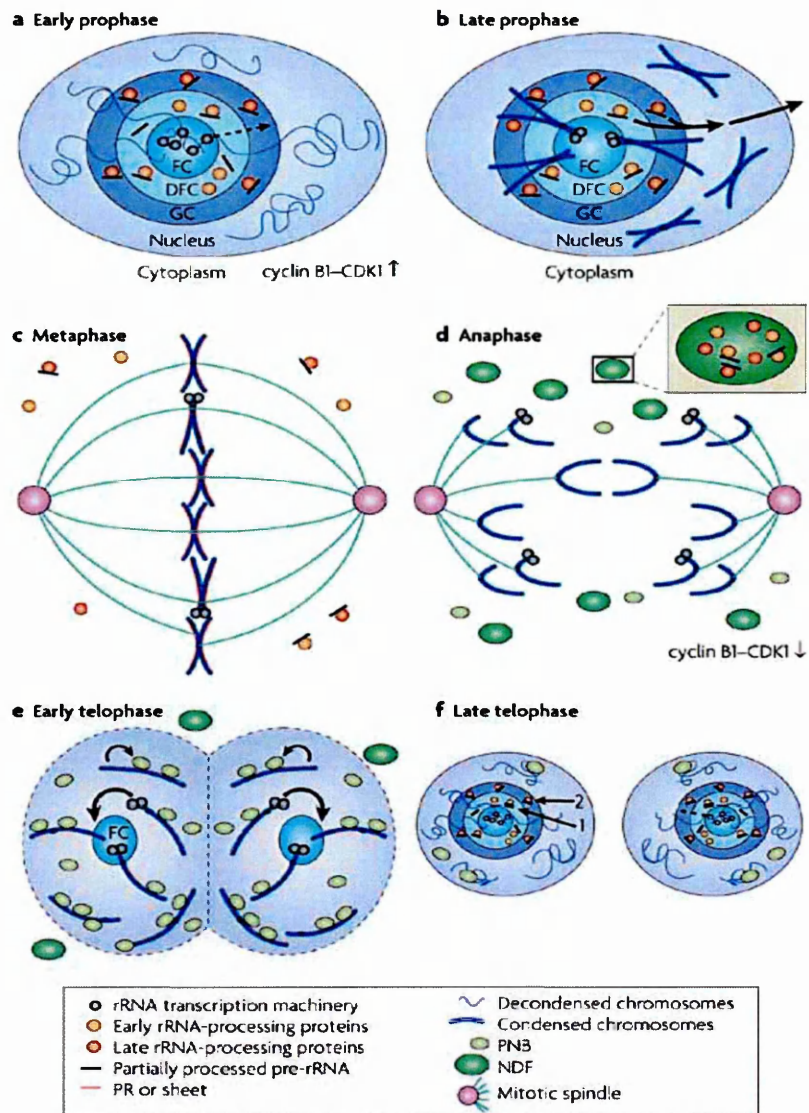 a Early prophase
FC
DFC
GC
Nucleus
Cytoplasm
cyclin B1–CDK1 ↑
b Late prophase
FC
DFC
GC
Nucleus
Cytoplasm
c Metaphase
d Anaphase
cyclin B1–CDK1 ↓
e Early telophase
FC
f Late telophase
2
1
rRNA transcription machinery
Early rRNA-processing proteins
Late rRNA-processing proteins
Partially processed pre-rRNA
PR or sheet
Decondensed chromosomes
Condensed chromosomes
PNB
NDF
Mitotic spindle